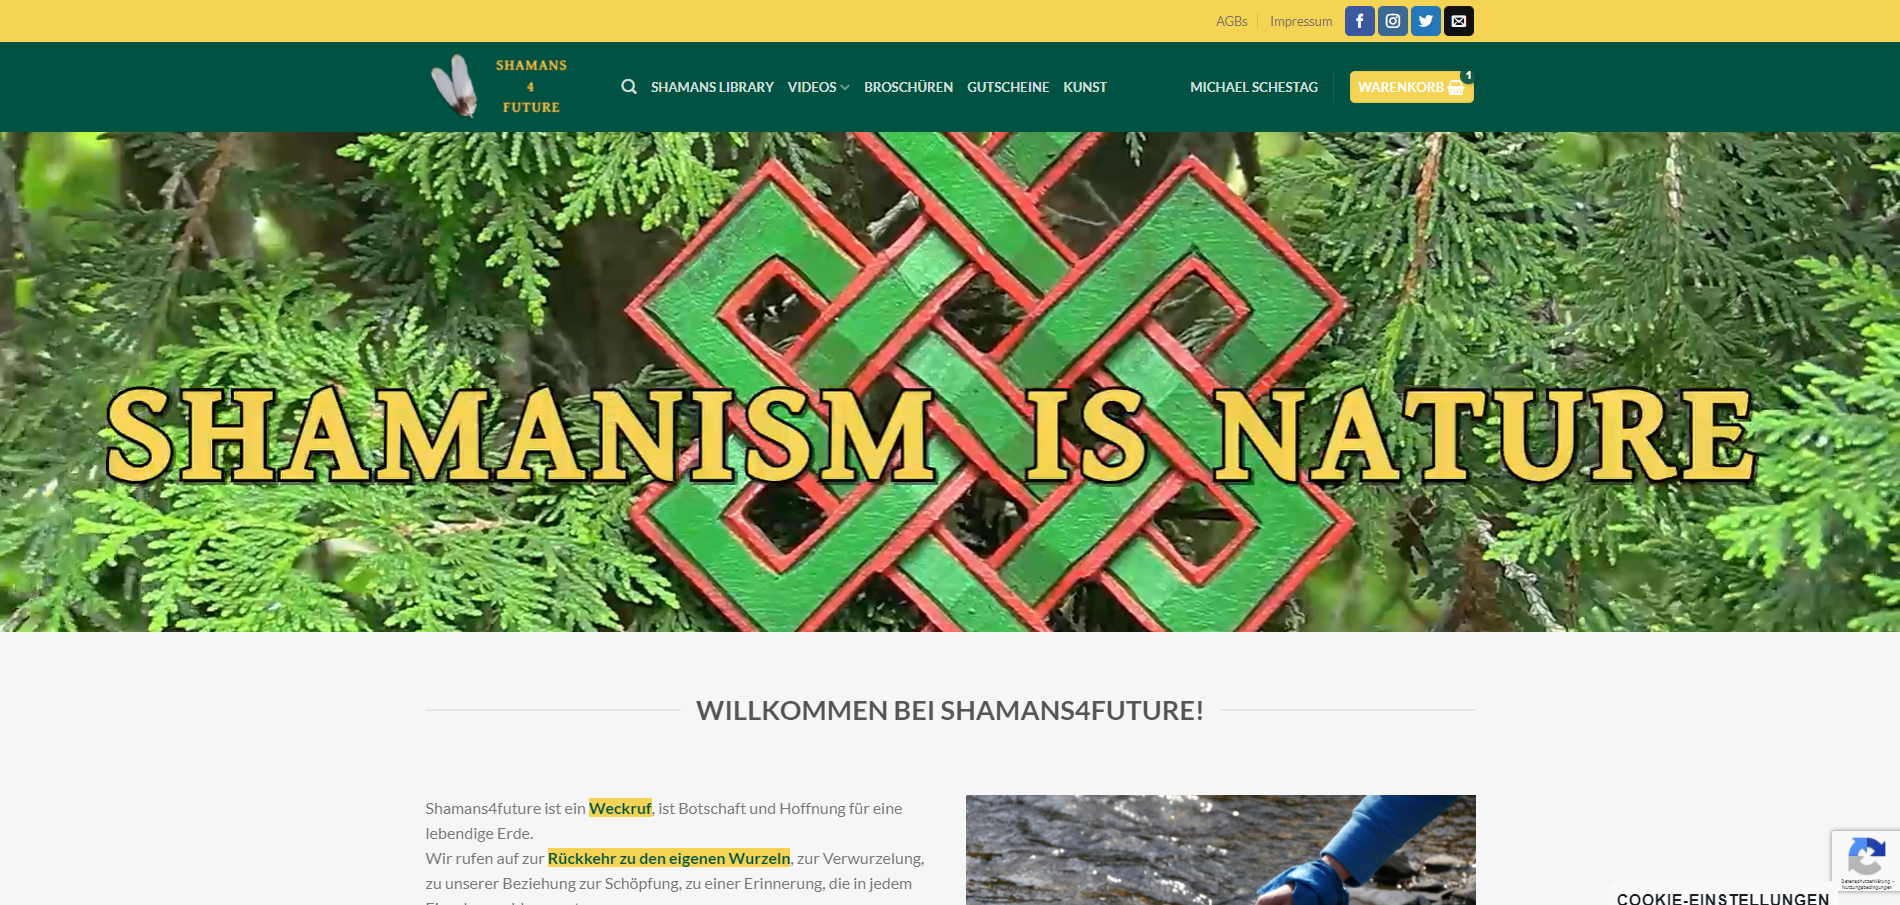 AGBs
Impressum
SHAMANS
4
FUTURE
SHAMANS LIBRARY
VIDEOS
BROSCHÜREN
GUTSCHEINE
KUNST
MICHAEL SCHESTAG
WARENKORB
1
SHAMANISM IS NATURE
WILLKOMMEN BEI SHAMANS4FUTURE!
Shamans4future ist ein Weckruf, ist Botschaft und Hoffnung für eine
lebendige Erde.
Wir rufen auf zur Rückkehr zu den eigenen Wurzeln, zur Verwurzelung,
zu unserer Beziehung zur Schöpfung, zu einer Erinnerung, die in jedem
Datenschutzerklärung -
Nutzungsbedingungen
COOKIE-EINSTELLUNGEN